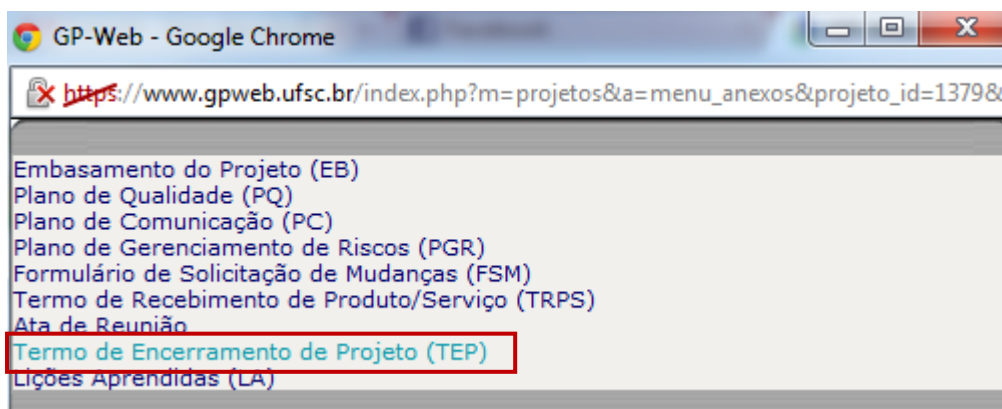 GP-Web - Google Chrome
https://www.gpweb.ufsc.br/index.php?m=projetos&a=menu_anexos&projeto_id=1379&
Embasamento do Projeto (EB)
Plano de Qualidade (PQ)
Plano de Comunicação (PC)
Plano de Gerenciamento de Riscos (PGR)
Formulário de Solicitação de Mudanças (FSM)
Termo de Recebimento de Produto/Serviço (TRPS)
Ata de Reunião
Termo de Encerramento de Projeto (TEP)
Lições Aprendidas (LA)